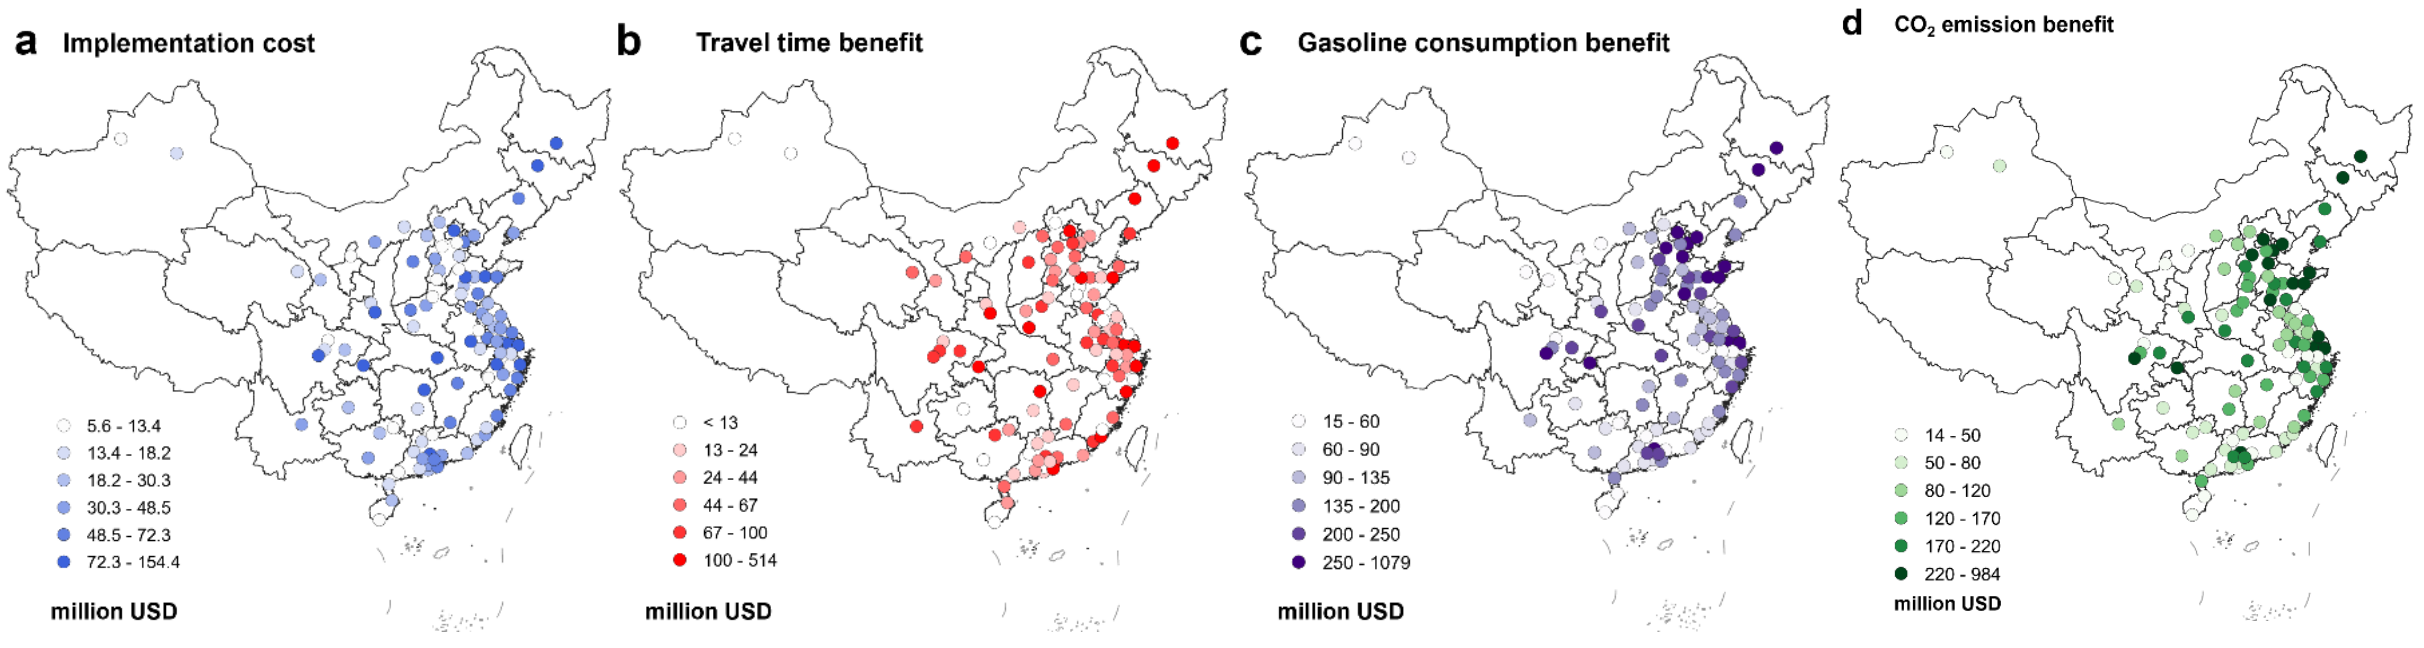 a Implementation cost
5.6 - 13.4
13.4 - 18.2
18.2 - 30.3
30.3 - 48.5
48.5 - 72.3
72.3 - 154.4
million USD
b Travel time benefit
< 13
13 - 24
24 - 44
44 - 67
67 - 100
100 - 514
million USD
c Gasoline consumption benefit
15 - 60
60 - 90
90 - 135
135 - 200
200 - 250
250 - 1079
million USD
d CO₂ emission benefit
14 - 50
50 - 80
80 - 120
120 - 170
170 - 220
220 - 984
million USD